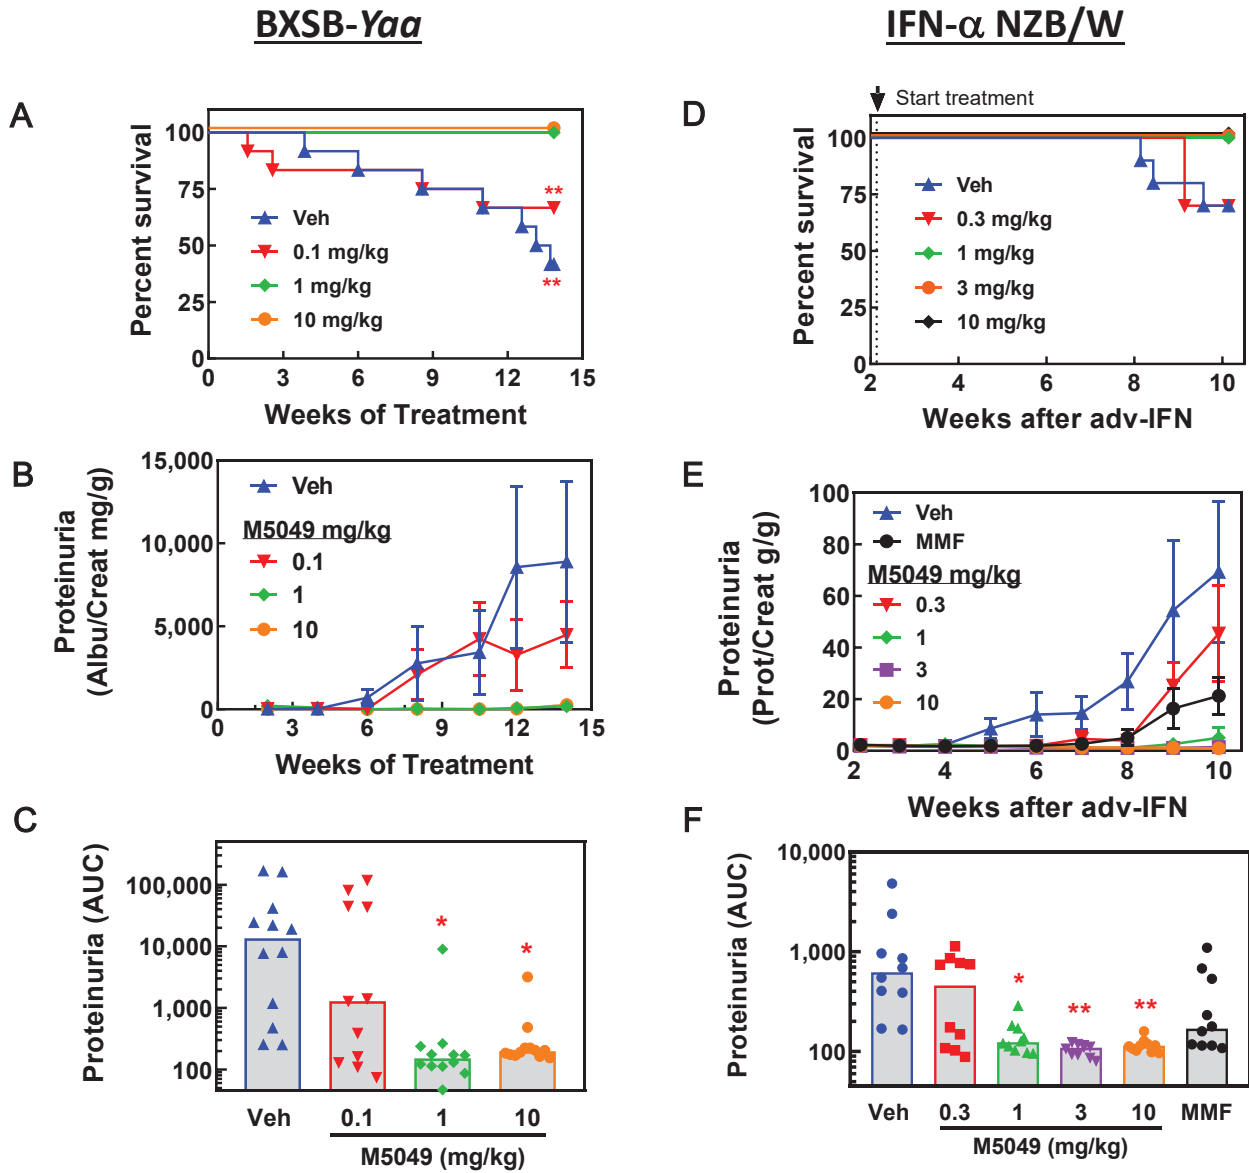 BXSB-Yaa
IFN-α NZB/W
A
Percent survival
100
75
50
25
0
Veh
0.1 mg/kg
1 mg/kg
10 mg/kg
**
**
0 3 6 9 12 15
Weeks of Treatment
D
Start treatment
Percent survival
100
75
50
25
0
Veh
0.3 mg/kg
1 mg/kg
3 mg/kg
10 mg/kg
2 4 6 8 10
Weeks after adv-IFN
B
Proteinuria
(Albu/Creat mg/g)
15,000
10,000
5,000
0
Veh
M5049 mg/kg
0.1
1
10
0 3 6 9 12 15
Weeks of Treatment
E
Proteinuria
(Prot/Creat g/g)
100
80
60
40
20
0
Veh
MMF
M5049 mg/kg
0.3
1
3
10
2 4 6 8 10
Weeks after adv-IFN
C
Proteinuria (AUC)
100,000
10,000
1,000
100
*
*
Veh 0.1 1 10
M5049 (mg/kg)
F
Proteinuria (AUC)
10,000
1,000
100
*
**
**
Veh 0.3 1 3 10 MMF
M5049 (mg/kg)